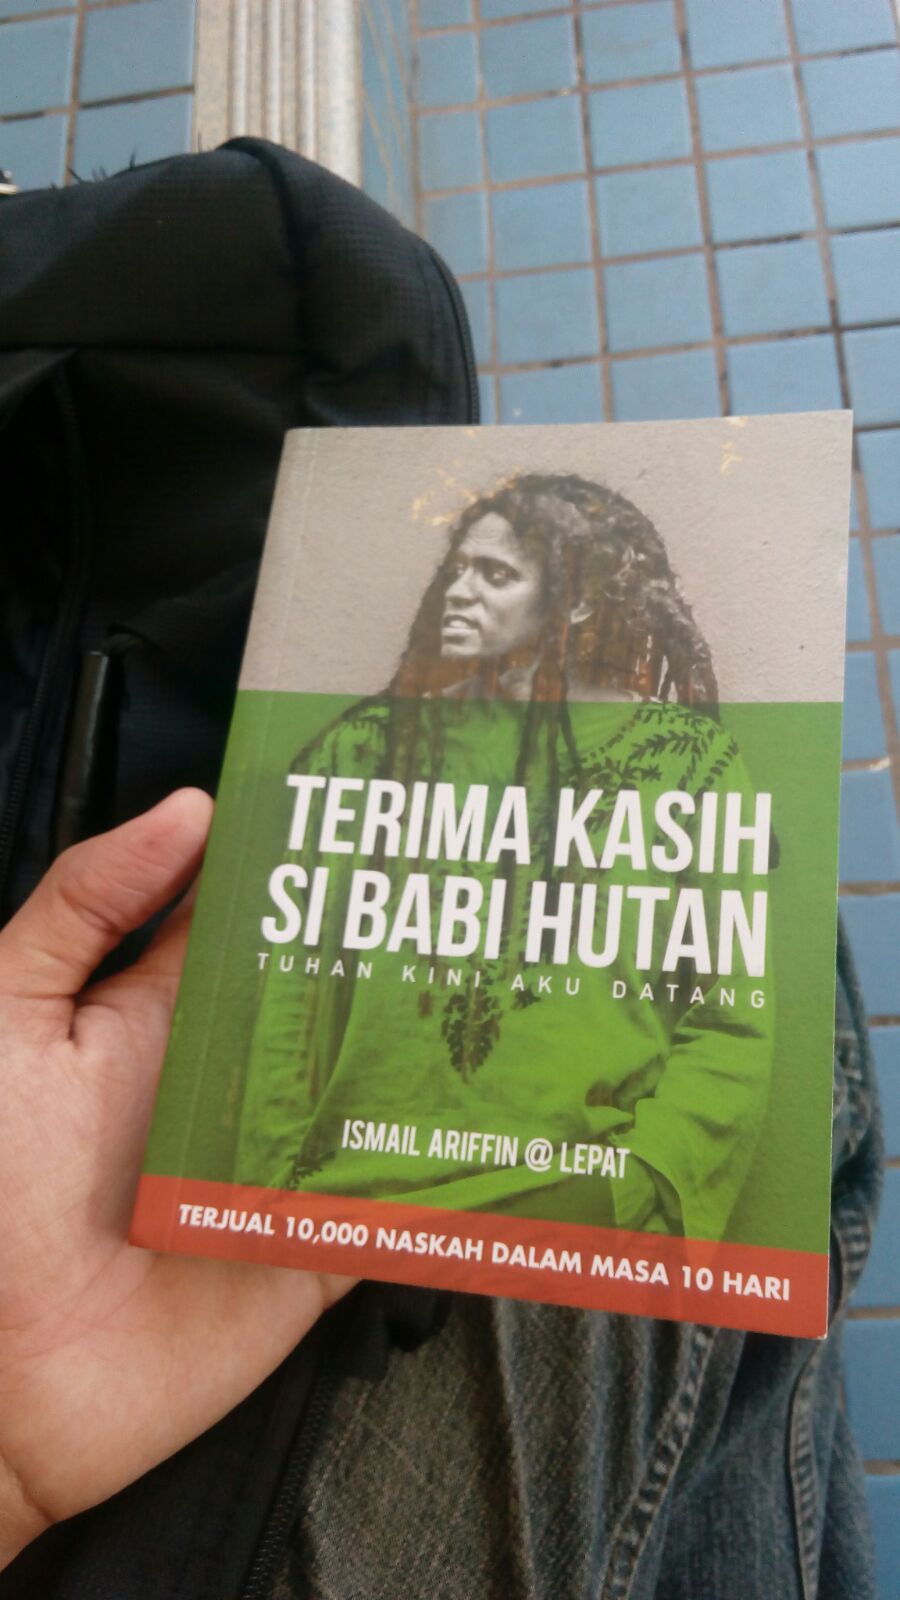 TERIMA KASIH
SI BABI HUTAN
TUHAN KINI AKU DATANG
ISMAIL ARIFFIN @ LEPAT
TERJUAL 10,000 NASKAH DALAM MASA 10 HARI